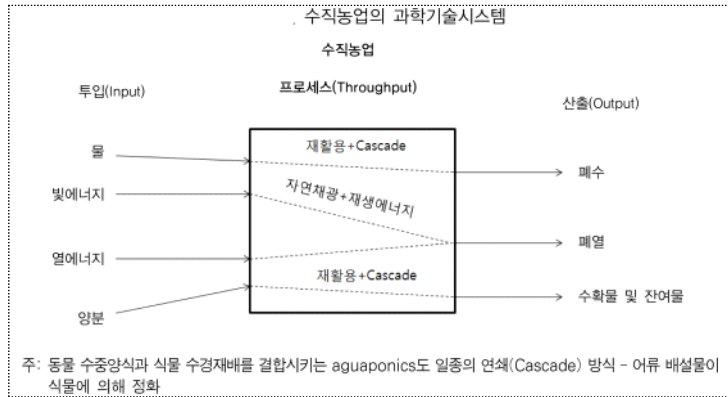 . 수직농업의 과학기술시스템
수직농업
투입(Input)
프로세스(Throughput)
산출(Output)
물
재활용+Cascade
폐수
빛에너지
자연채광+재생에너지
폐열
열에너지
재활용+Cascade
수확물 및 잔여물
양분
주: 동물 수중양식과 식물 수경재배를 결합시키는 aguaponics도 일종의 연쇄(Cascade) 방식 – 어류 배설물이
식물에 의해 정화